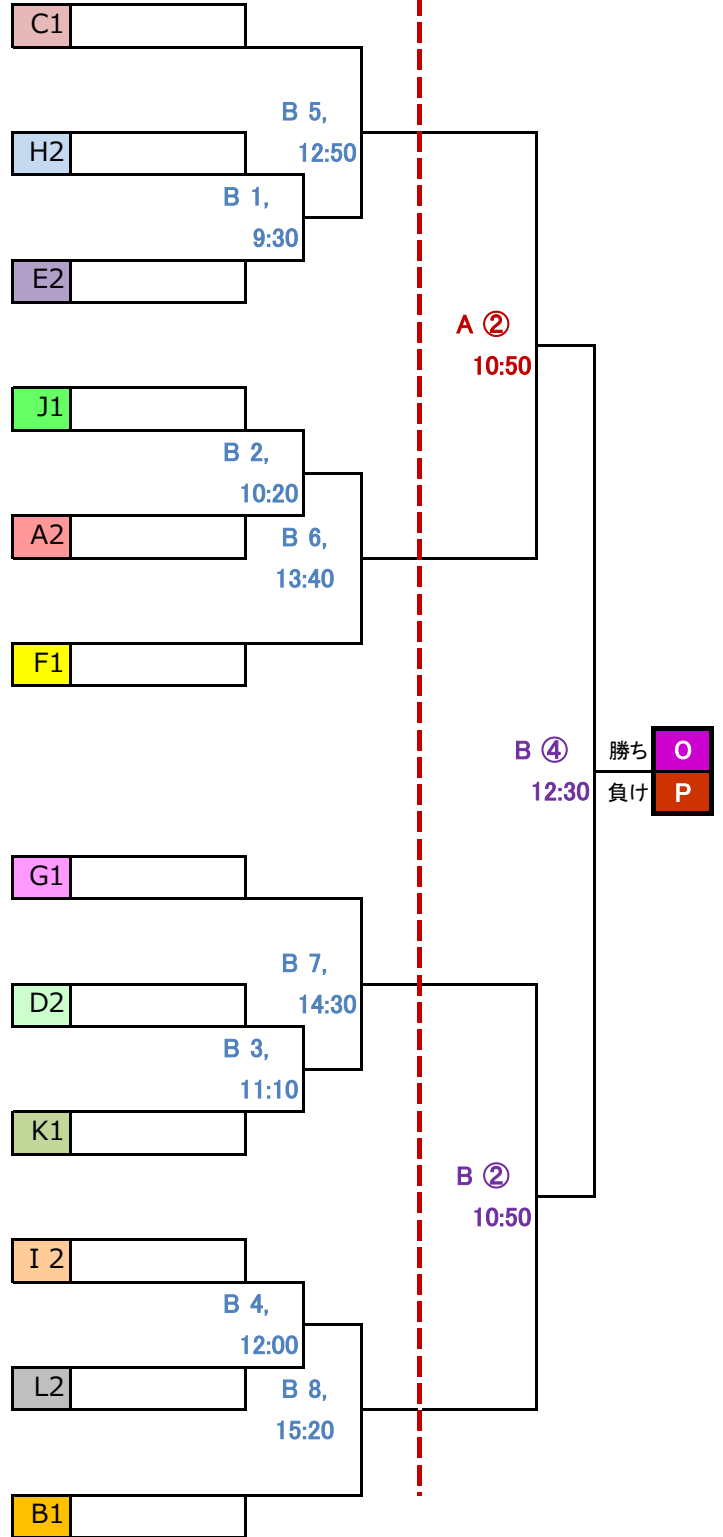 C1
B 5,
12:50
H2
B 1,
9:30
E2
A ②
10:50
J1
B 2,
10:20
A2
B 6,
13:40
F1
B ④
12:30
勝ち O
負け P
G1
B 7,
14:30
D2
B 3,
11:10
K1
B ②
10:50
I 2
B 4,
12:00
L2
B 8,
15:20
B1